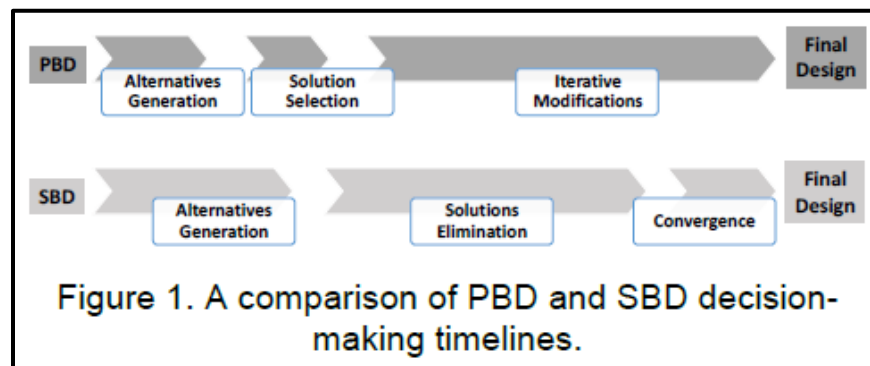 PBD
Alternatives
Generation
Solution
Selection
Iterative
Modifications
Final
Design
SBD
Alternatives
Generation
Solutions
Elimination
Convergence
Final
Design
Figure 1. A comparison of PBD and SBD decision-
making timelines.